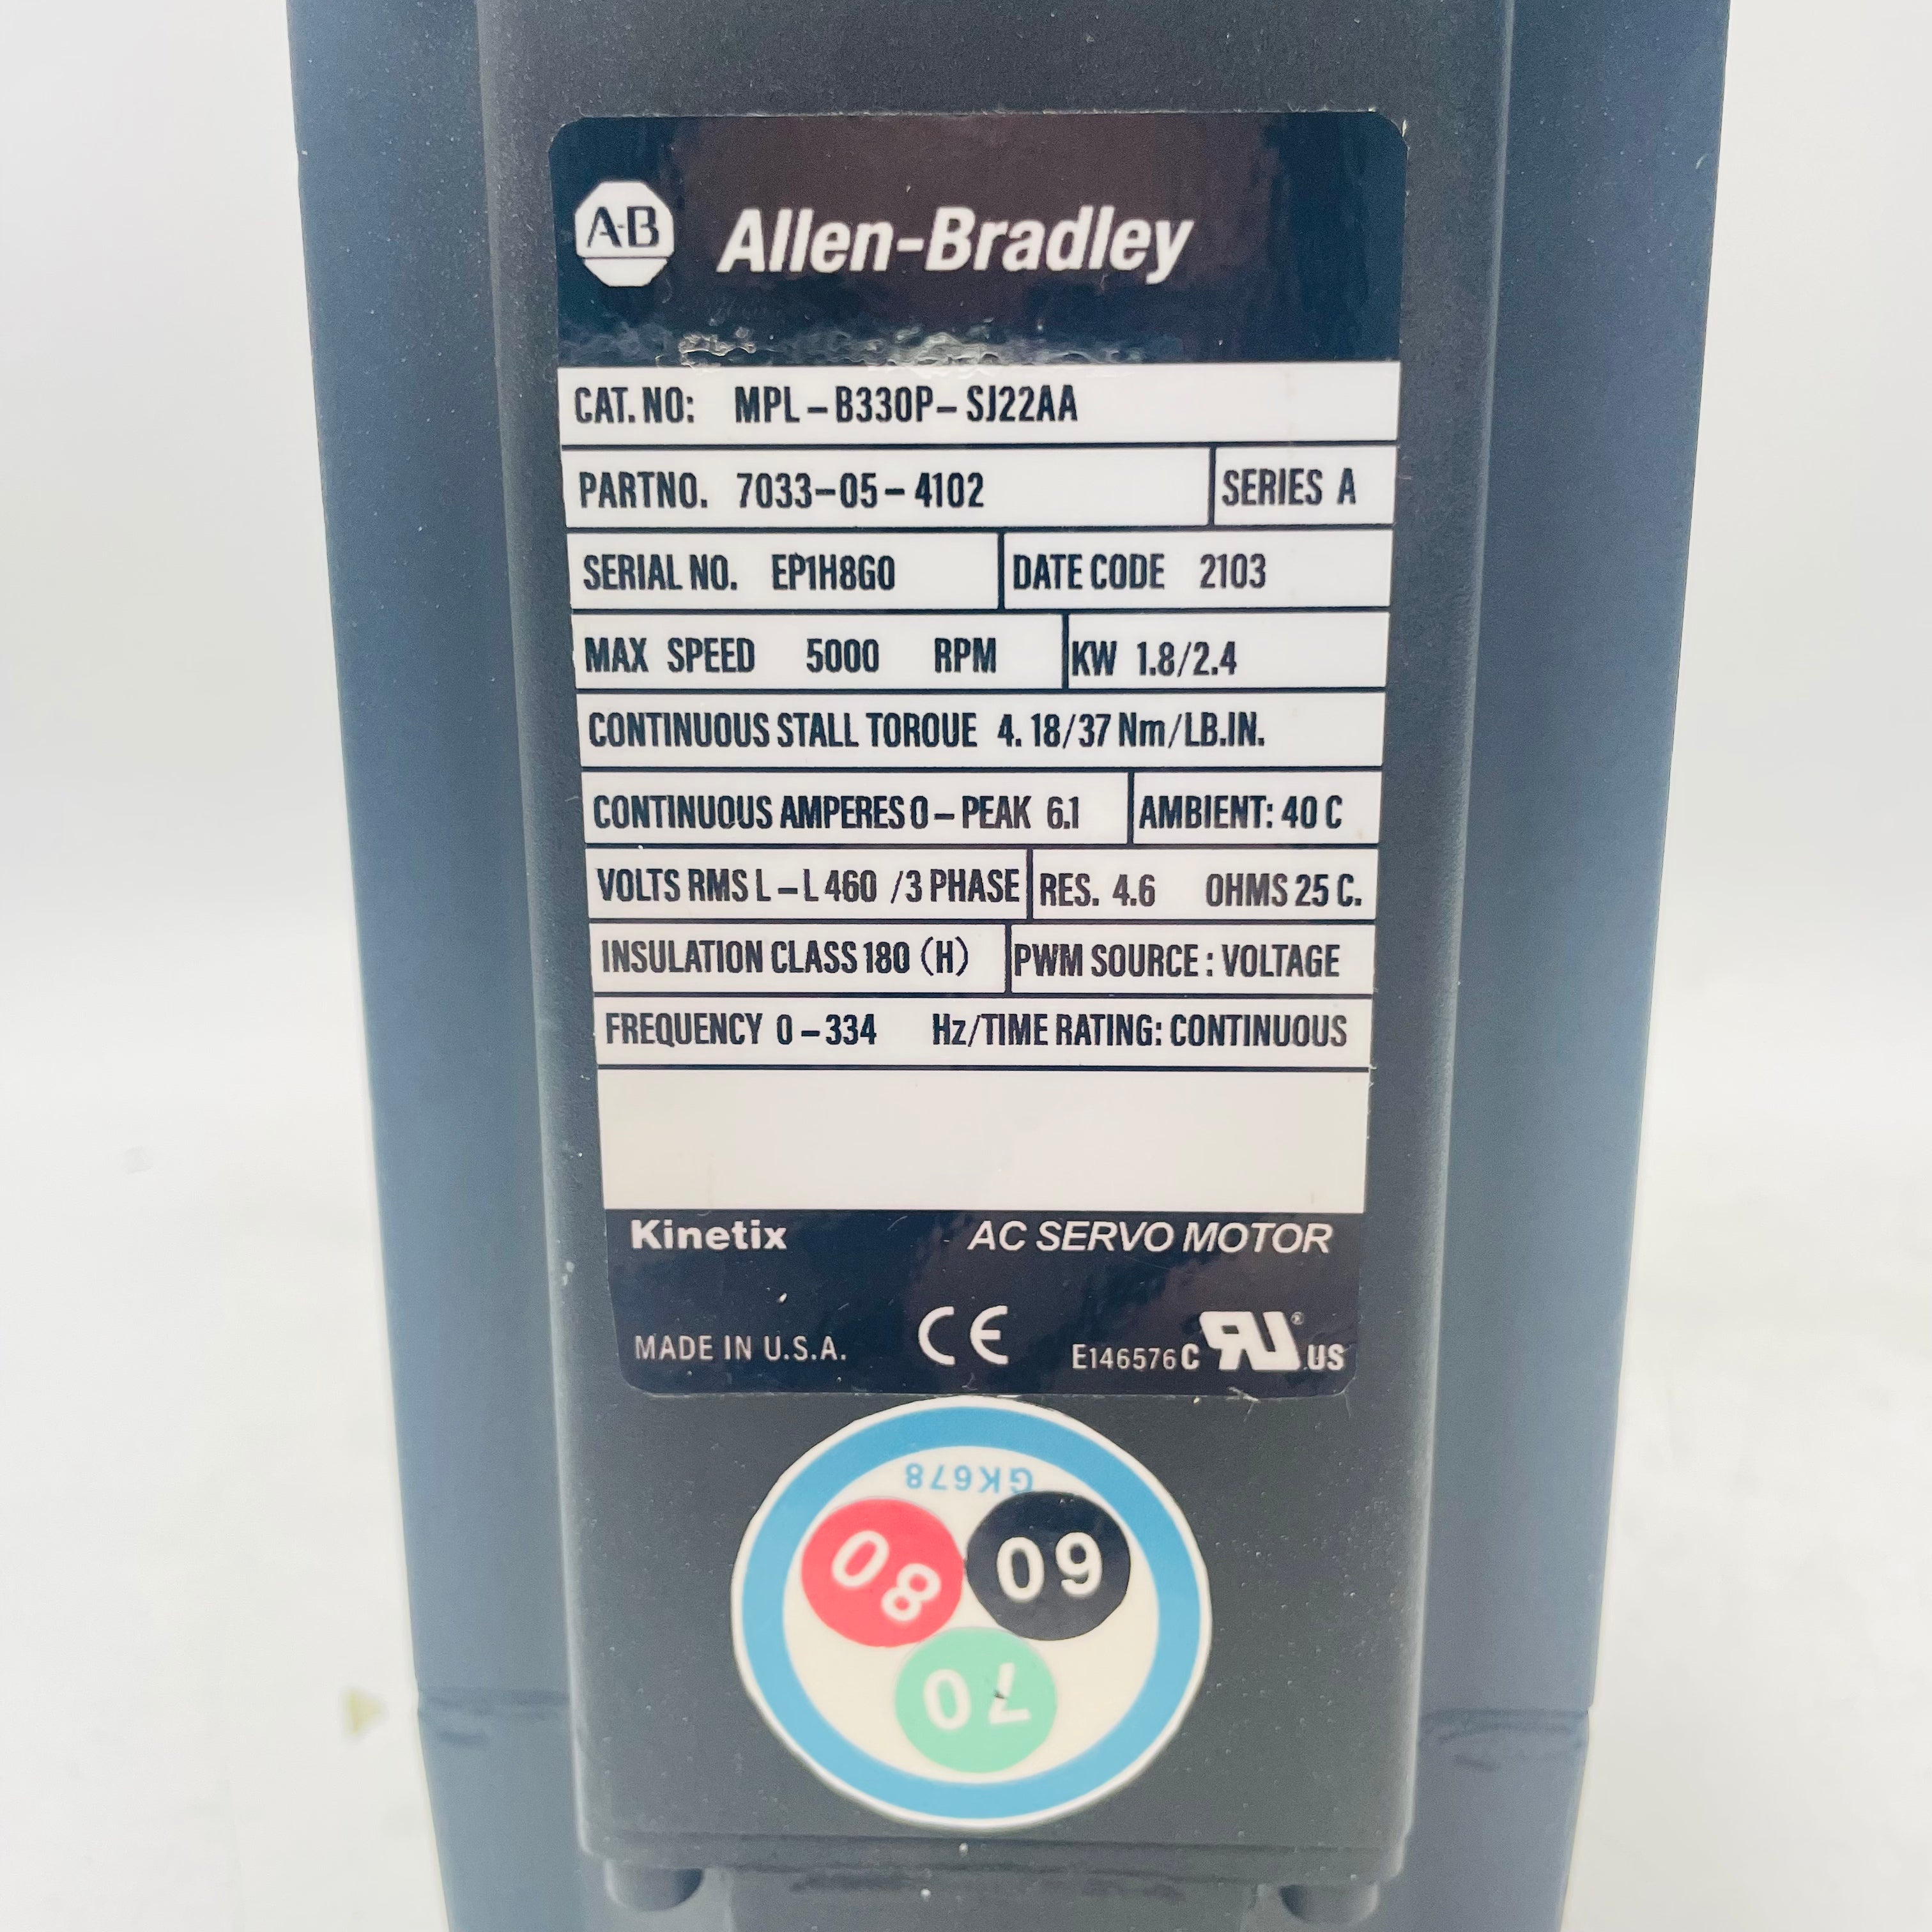 A-B Allen-Bradley
CAT. NO: MPL-B330P-SJ22AA
PARTNO. 7033-05-4102 SERIES A
SERIAL NO. EP1H8G0 DATE CODE 2103
MAX SPEED 5000 RPM KW 1.8/2.4
CONTINUOUS STALL TOROUE 4.18/37 Nm/LB.IN.
CONTINUOUS AMPERES 0-PEAK 6.1 AMBIENT: 40 C
VOLTS RMS L-L 460 /3 PHASE RES. 4.6 OHMS 25 C.
INSULATION CLASS 180 (H) PWM SOURCE: VOLTAGE
FREQUENCY 0-334 Hz/TIME RATING: CONTINUOUS
Kinetix AC SERVO MOTOR
MADE IN U.S.A. CE E146576 C RU® US
GK678
08 09
07